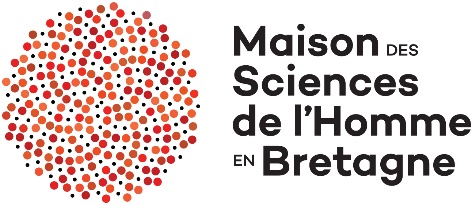 Maison DES
Sciences
de l'Homme
EN Bretagne